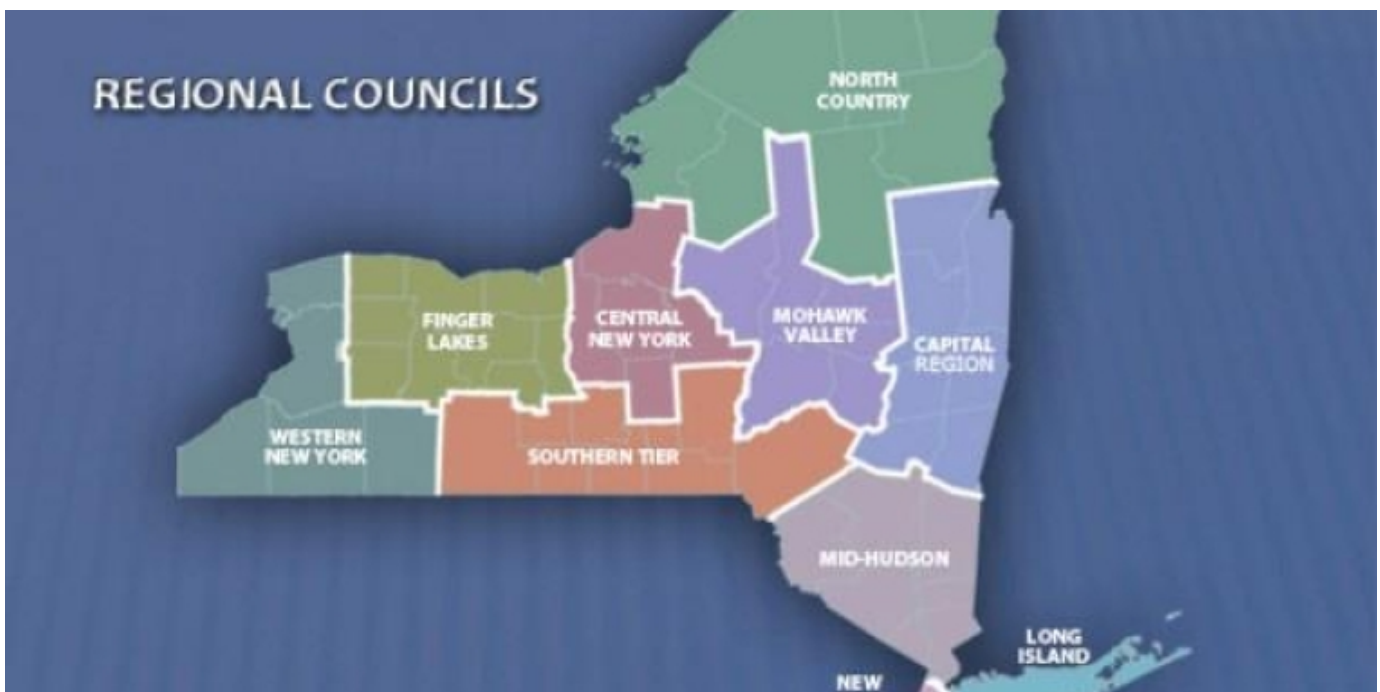 REGIONAL COUNCILS
NORTH
COUNTRY
FINGER
LAKES
CENTRAL
NEW YORK
MOHAWK
VALLEY
CAPITAL
REGION
WESTERN
NEW YORK
SOUTHERN TIER
MID-HUDSON
LONG
ISLAND
NEW